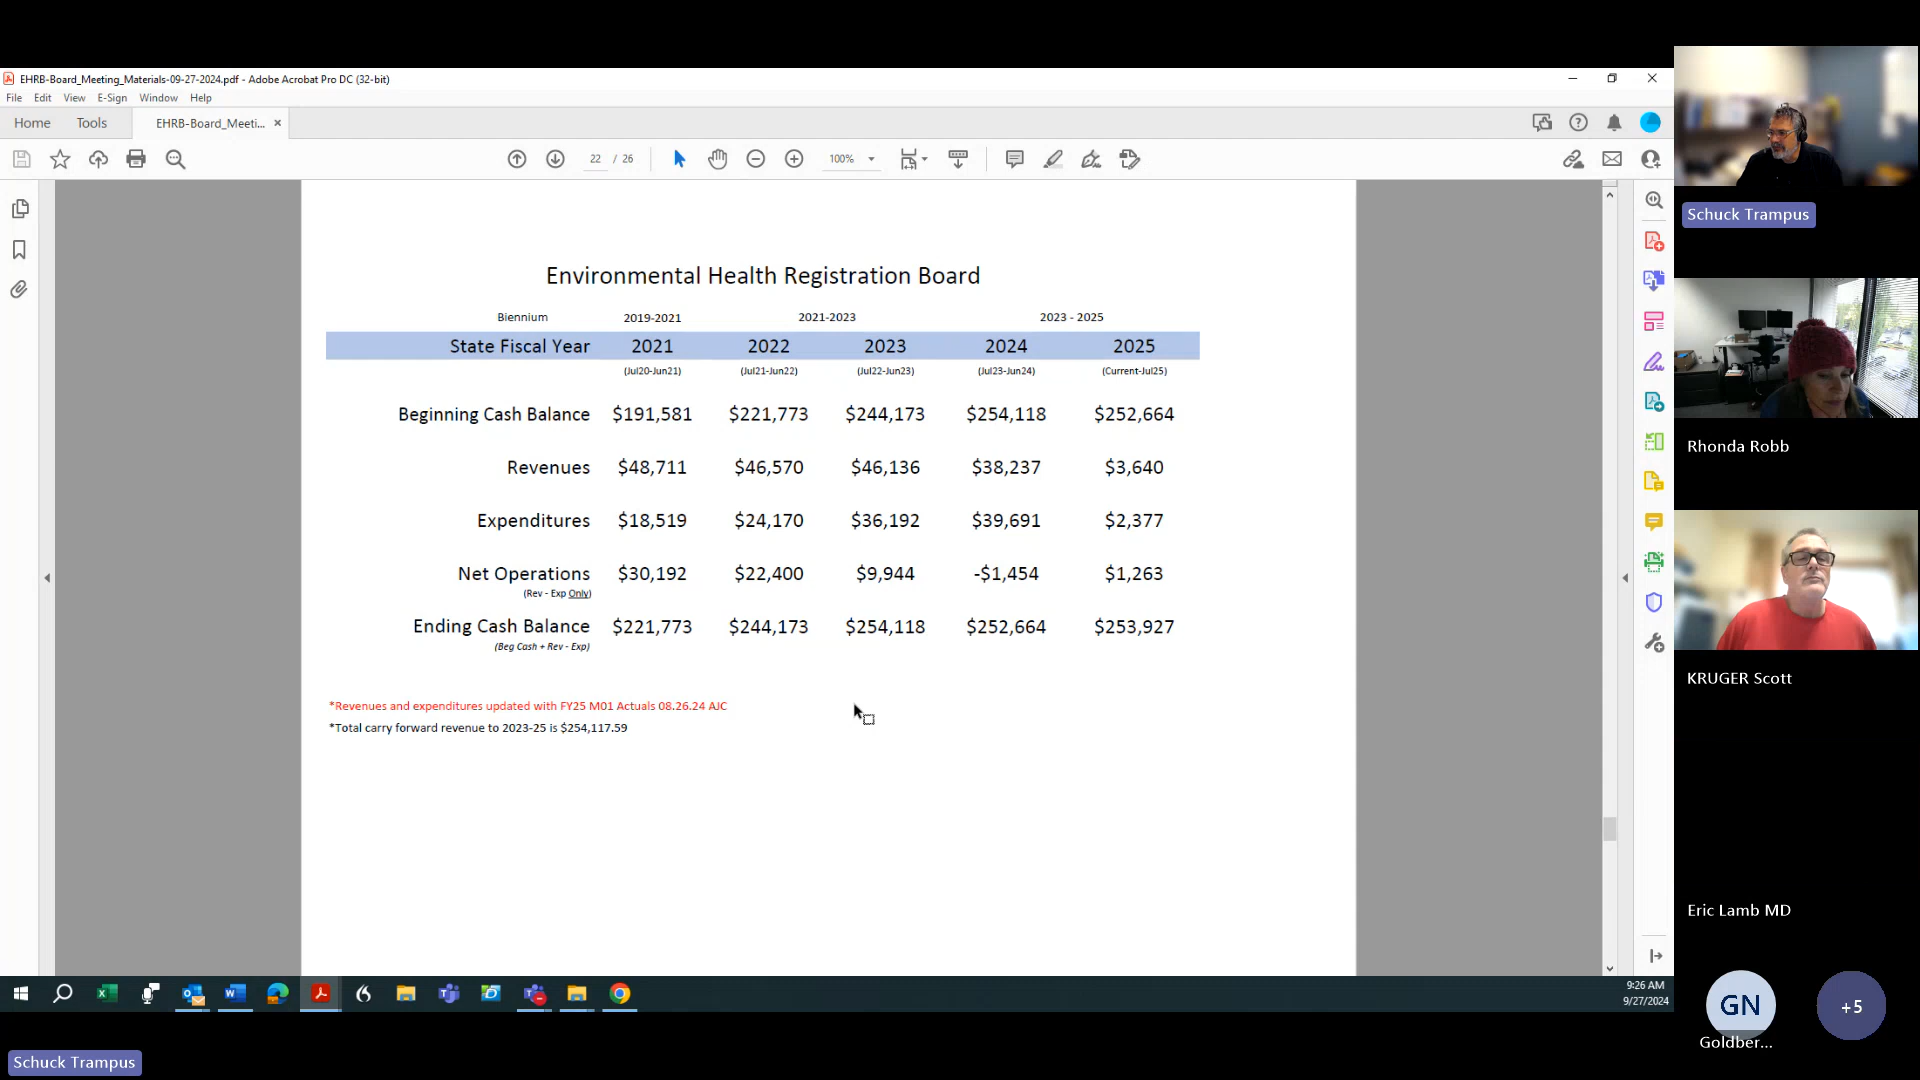 EHRB-Board_Meeting_Materials-09-27-2024.pdf - Adobe Acrobat Pro DC (32-bit)
File Edit View E-Sign Window Help
Home Tools EHRB-Board_Meeti... ×
22 / 26 100%
Environmental Health Registration Board
Biennium 2019-2021 2021-2023 2023 - 2025
State Fiscal Year 2021 2022 2023 2024 2025
(Jul20-Jun21) (Jul21-Jun22) (Jul22-Jun23) (Jul23-Jun24) (Current-Jul25)
Beginning Cash Balance $191,581 $221,773 $244,173 $254,118 $252,664
Revenues $48,711 $46,570 $46,136 $38,237 $3,640
Expenditures $18,519 $24,170 $36,192 $39,691 $2,377
Net Operations $30,192 $22,400 $9,944 -$1,454 $1,263
(Rev - Exp Only)
Ending Cash Balance $221,773 $244,173 $254,118 $252,664 $253,927
(Beg Cash + Rev - Exp)
*Revenues and expenditures updated with FY25 M01 Actuals 08.26.24 AJC
*Total carry forward revenue to 2023-25 is $254,117.59
9:26 AM
9/27/2024
Schuck Trampus
Schuck Trampus
Rhonda Robb
KRUGER Scott
Eric Lamb MD
GN
+5
Goldber...